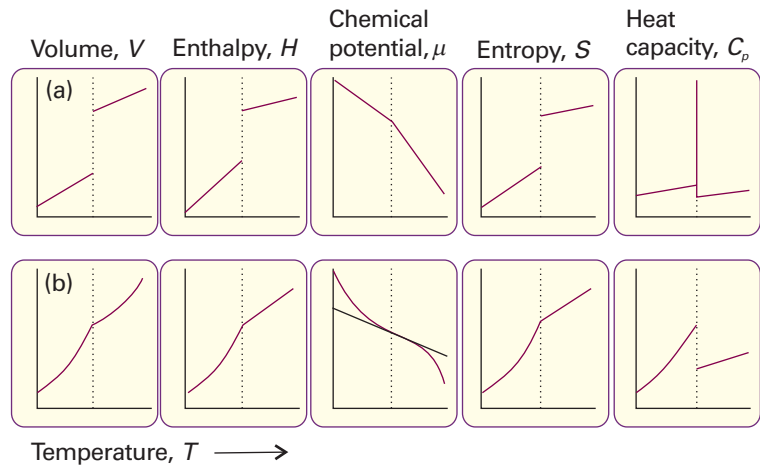 Volume, V
Enthalpy, H
Chemical
potential, μ
Entropy, S
Heat
capacity, Cₚ
(a)
(b)
Temperature, T